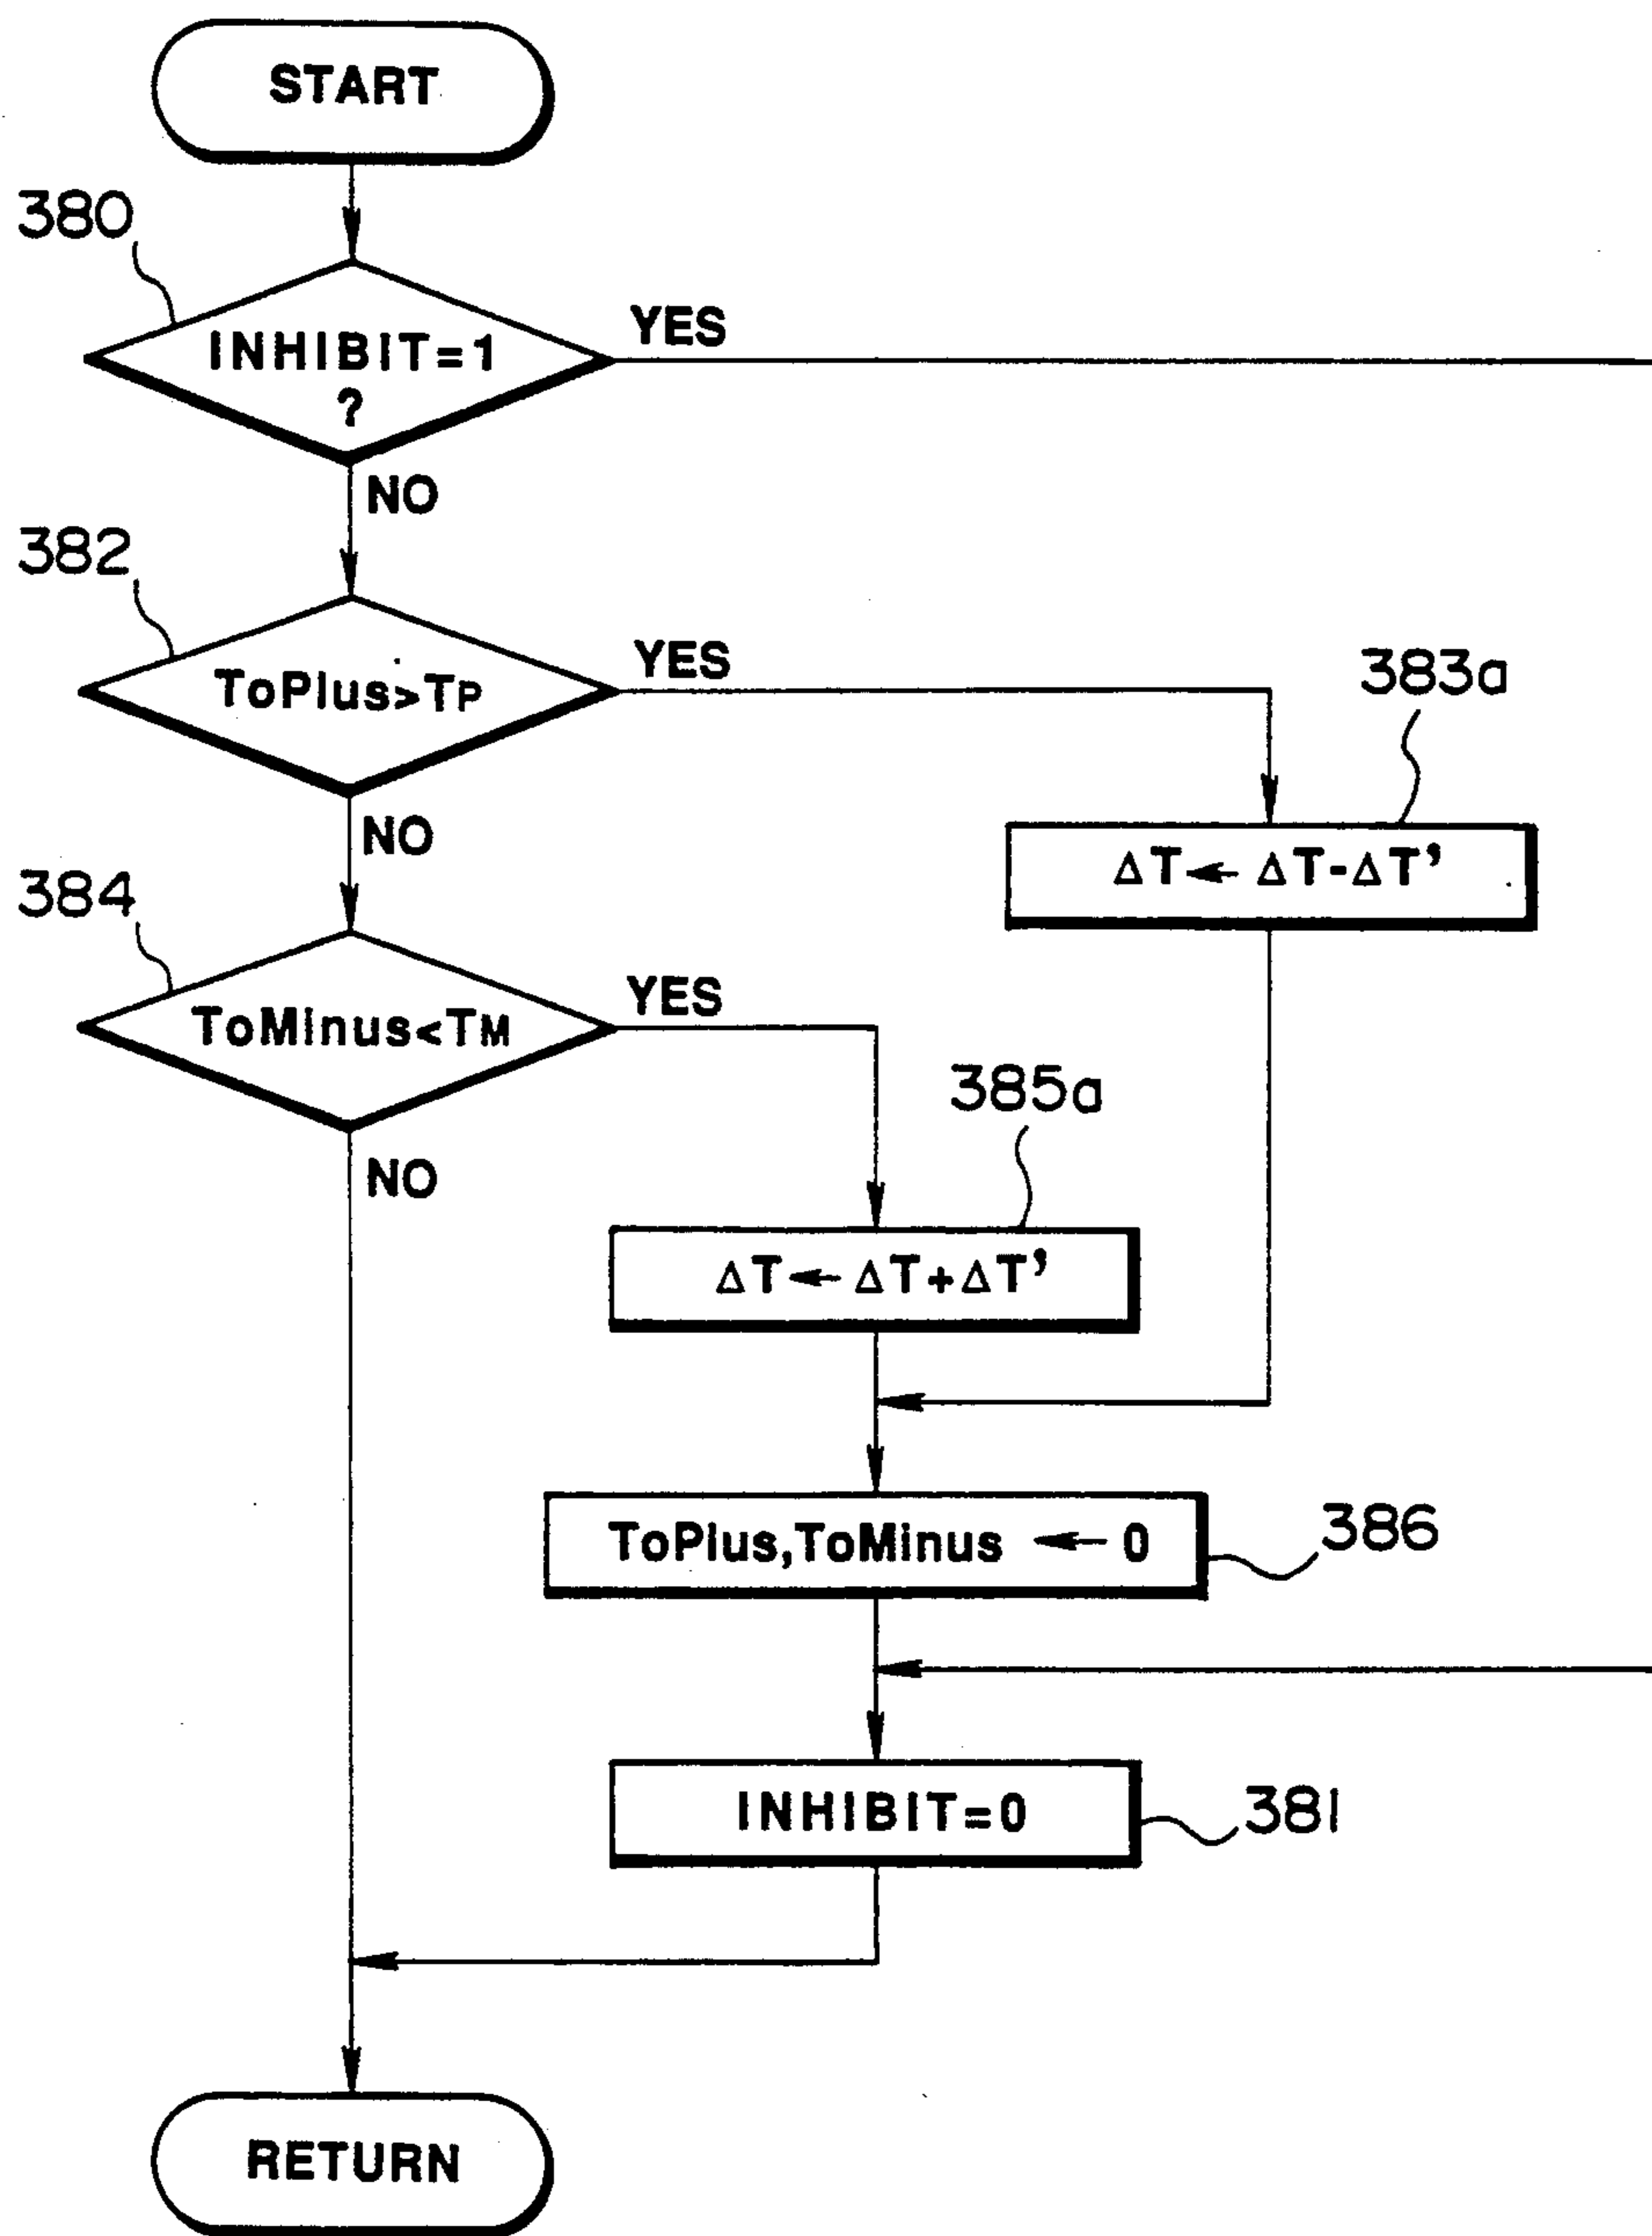 START
380
INHIBIT=1
?
YES
NO
382
ToPlus>TP
YES
383a
NO
ΔT←ΔT-ΔT'
384
ToMinus<TM
YES
385a
NO
ΔT←ΔT+ΔT'
ToPlus,ToMinus ← 0
386
INHIBIT=0
381
RETURN